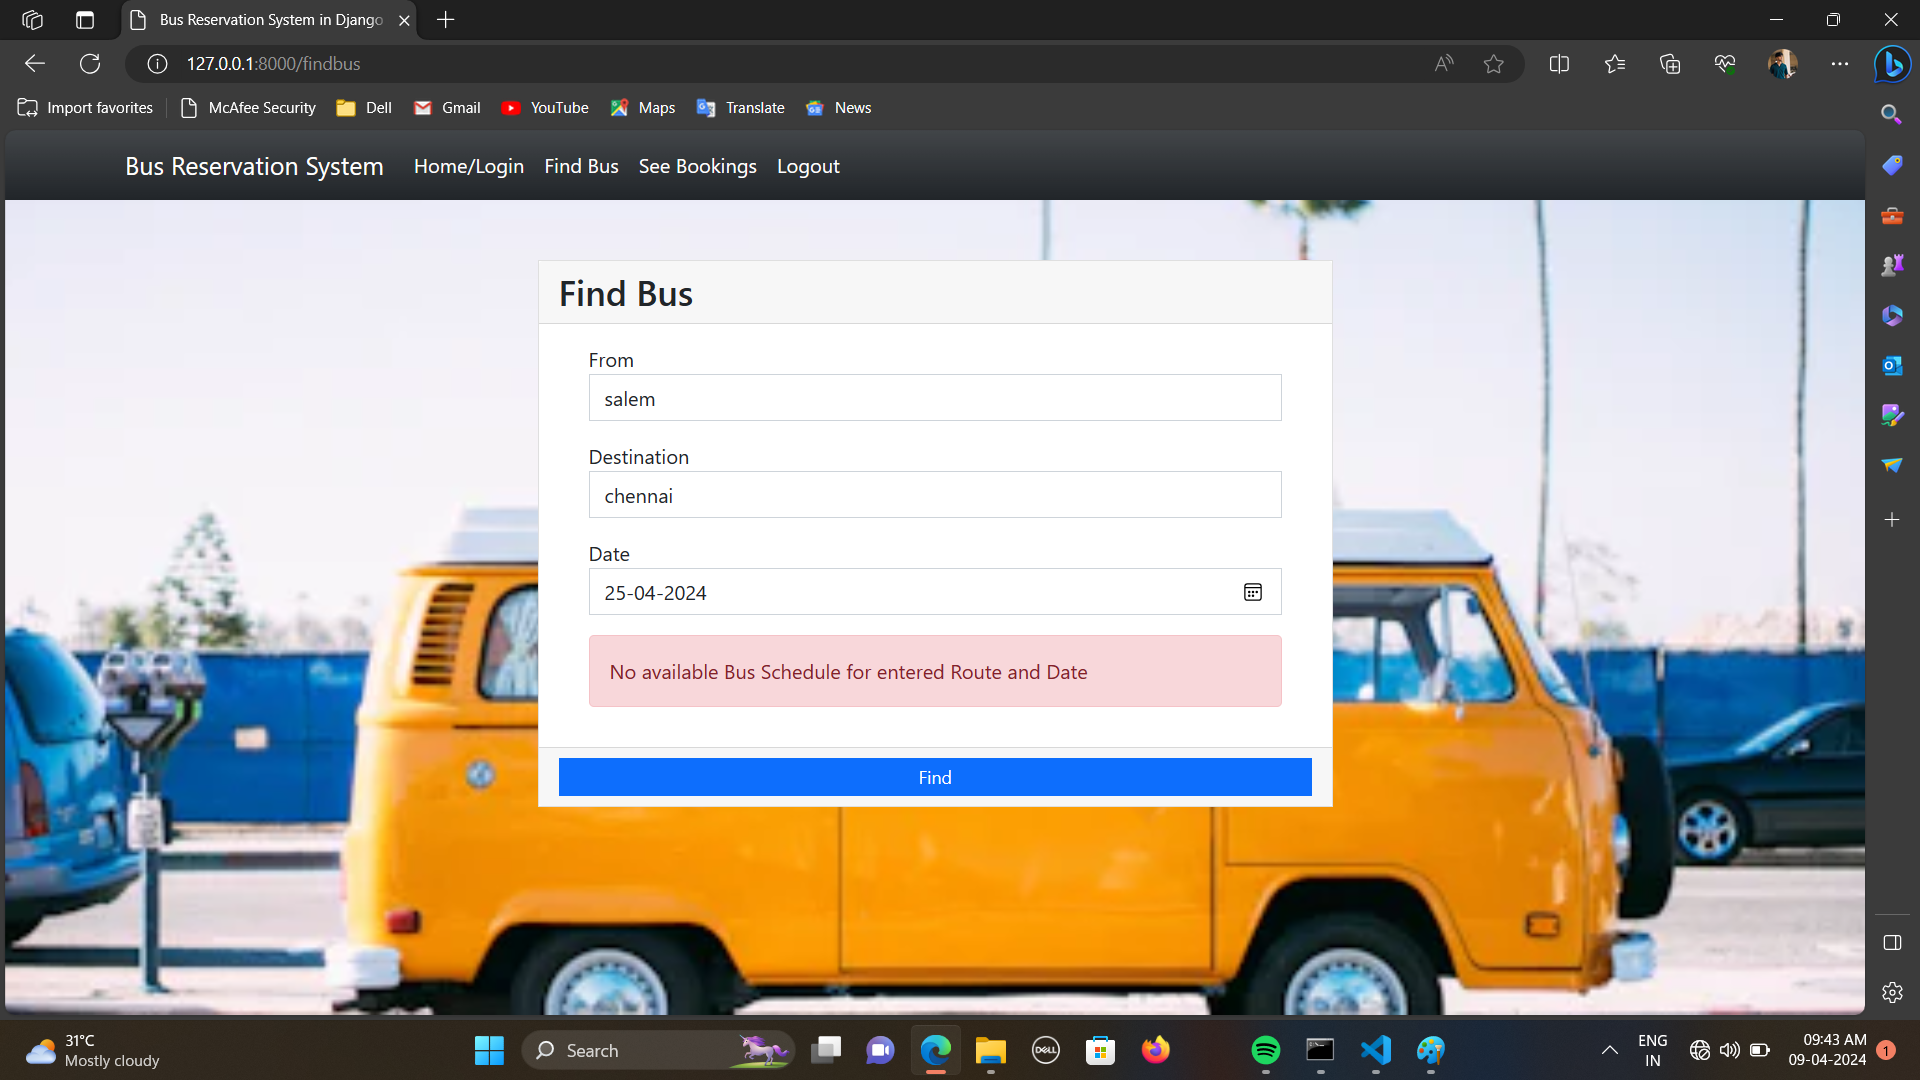 Bus Reservation System in Django
127.0.0.1:8000/findbus
Import favorites
McAfee Security
Dell
Gmail
YouTube
Maps
Translate
News
Bus Reservation System
Home/Login
Find Bus
See Bookings
Logout
Find Bus
From
salem
Destination
chennai
Date
25-04-2024
No available Bus Schedule for entered Route and Date
Find
31°C
Mostly cloudy
Search
DELL
ENG
IN
09:43 AM
09-04-2024
1